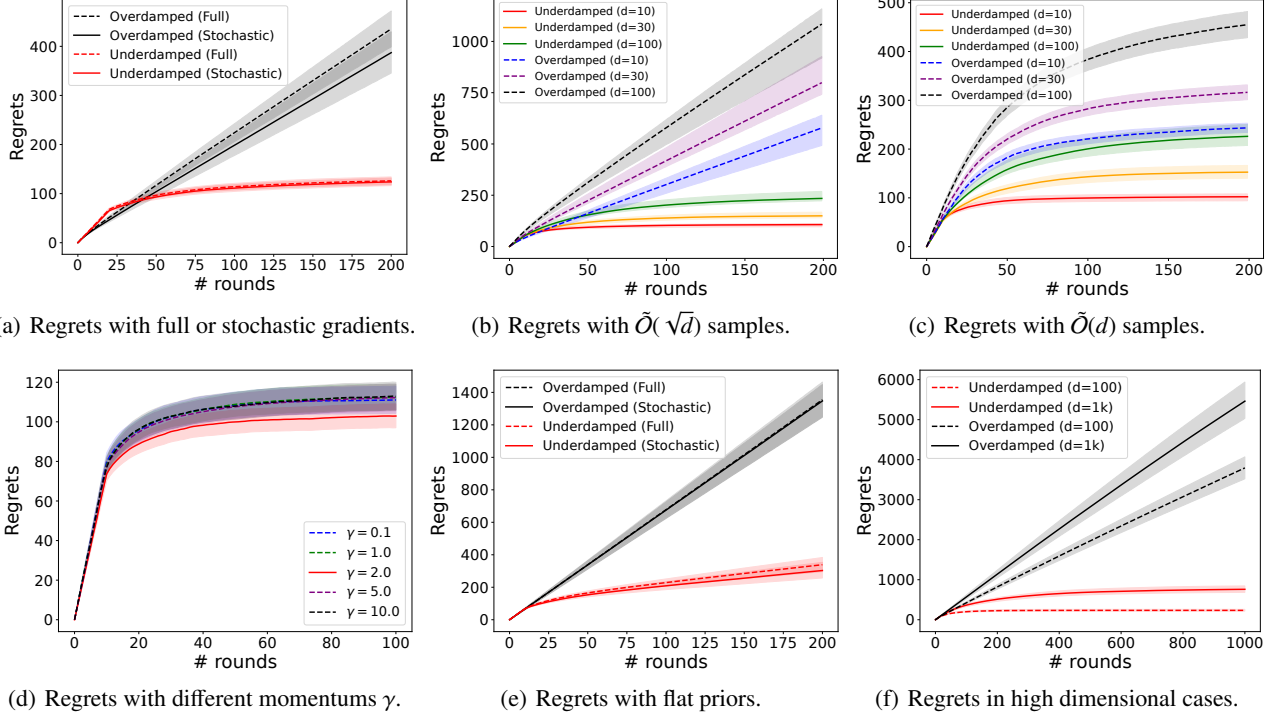 Overdamped (Full)
Overdamped (Stochastic)
Underdamped (Full)
Underdamped (Stochastic)
Regrets
400
300
200
100
0
0 25 50 75 100 125 150 175 200
# rounds
(a) Regrets with full or stochastic gradients.
Underdamped (d=10)
Underdamped (d=30)
Underdamped (d=100)
Overdamped (d=10)
Overdamped (d=30)
Overdamped (d=100)
Regrets
1000
750
500
250
0
0 50 100 150 200
# rounds
(b) Regrets with Õ(√d) samples.
Underdamped (d=10)
Underdamped (d=30)
Underdamped (d=100)
Overdamped (d=10)
Overdamped (d=30)
Overdamped (d=100)
Regrets
500
400
300
200
100
0
0 50 100 150 200
# rounds
(c) Regrets with Õ(d) samples.
Regrets
120
100
80
60
40
20
0
γ = 0.1
γ = 1.0
γ = 2.0
γ = 5.0
γ = 10.0
0 20 40 60 80 100
# rounds
(d) Regrets with different momentums γ.
Overdamped (Full)
Overdamped (Stochastic)
Underdamped (Full)
Underdamped (Stochastic)
Regrets
1400
1200
1000
800
600
400
200
0
0 25 50 75 100 125 150 175 200
# rounds
(e) Regrets with flat priors.
Underdamped (d=100)
Underdamped (d=1k)
Overdamped (d=100)
Overdamped (d=1k)
Regrets
6000
5000
4000
3000
2000
1000
0
0 200 400 600 800 1000
# rounds
(f) Regrets in high dimensional cases.